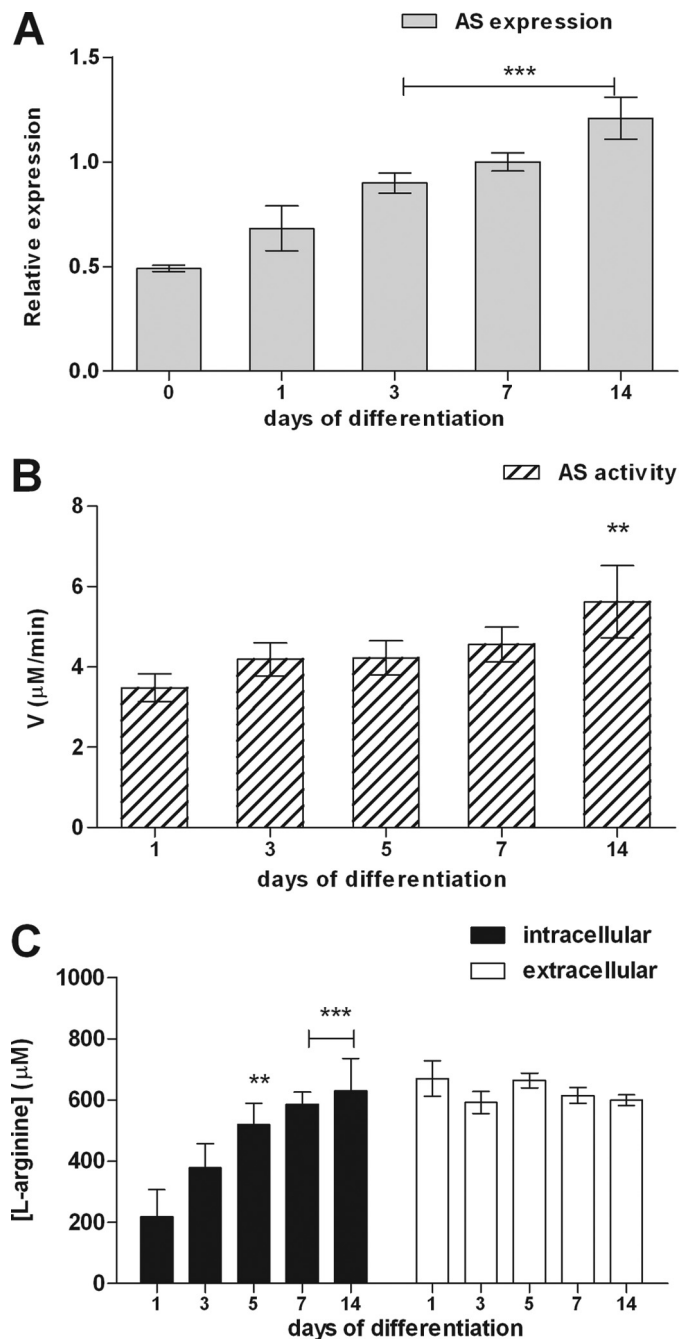 A
AS expression
***
1.5
1.0
0.5
0.0
Relative expression
0 1 3 7 14
days of differentiation
B
AS activity
**
8
6
4
2
0
V (µM/min)
1 3 5 7 14
days of differentiation
C
intracellular
extracellular
1000
800
600
400
200
0
[L-arginine] (µM)
***
**
1 3 5 7 14 1 3 5 7 14
days of differentiation